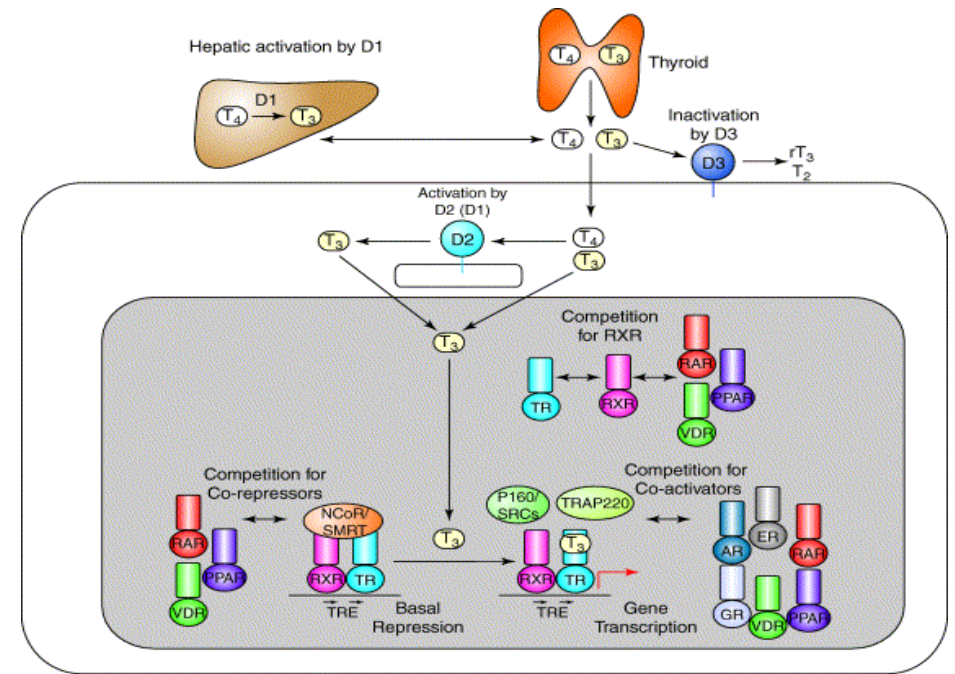 Hepatic activation by D1
D1
T4
T3
T4
T3
Thyroid
T4
T3
Inactivation
by D3
D3
rT3
T2
Activation by
D2 (D1)
T3
D2
T4
T3
T3
Competition
for RXR
TR
RXR
RAR
PPAR
VDR
Competition for
Co-repressors
RAR
PPAR
VDR
NCoR/
SMRT
RXR
TR
TRE
Basal
Repression
T3
P160/
SRCs
TRAP220
T3
RXR
TR
TRE
Gene
Transcription
Competition for
Co-activators
AR
ER
RAR
GR
VDR
PPAR